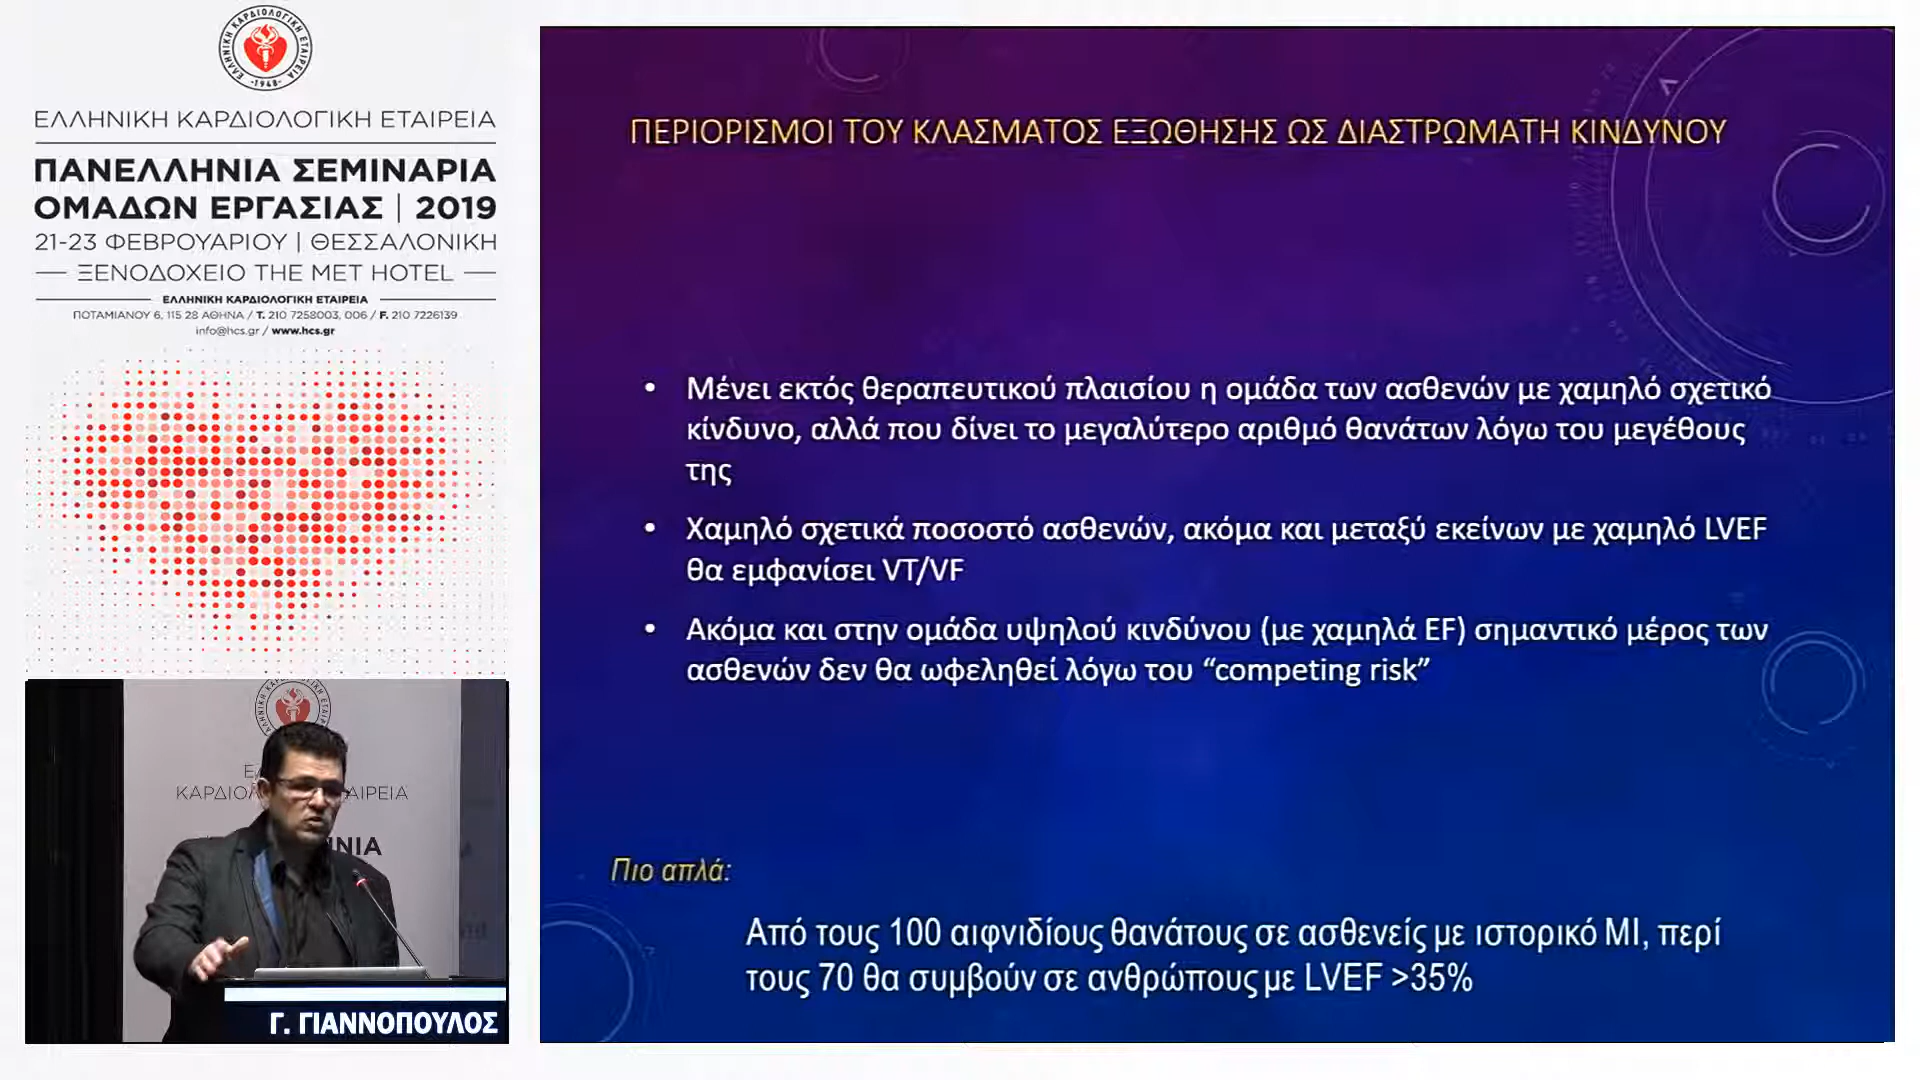 ΕΛΛΗΝΙΚΗ ΚΑΡΔΙΟΛΟΓΙΚΗ ΕΤΑΙΡΕΙΑ
-1948-
ΕΛΛΗΝΙΚΗ ΚΑΡΔΙΟΛΟΓΙΚΗ ΕΤΑΙΡΕΙΑ
ΠΑΝΕΛΛΗΝΙΑ ΣΕΜΙΝΑΡΙΑ
ΟΜΑΔΩΝ ΕΡΓΑΣΙΑΣ | 2019
21-23 ΦΕΒΡΟΥΑΡΙΟΥ | ΘΕΣΣΑΛΟΝΙΚΗ
ΞΕΝΟΔΟΧΕΙΟ THE MET HOTEL
ΕΛΛΗΝΙΚΗ ΚΑΡΔΙΟΛΟΓΙΚΗ ΕΤΑΙΡΕΙΑ
ΠΟΤΑΜΙΑΝΟΥ 6, 115 28 ΑΘΗΝΑ / T. 210 7258003, 006 / F. 210 7226139
info@hcs.gr / www.hcs.gr
ΠΕΡΙΟΡΙΣΜΟΙ ΤΟΥ ΚΛΑΣΜΑΤΟΣ ΕΞΩΘΗΣΗΣ ΩΣ ΔΙΑΣΤΡΩΜΑΤΗ ΚΙΝΔΥΝΟΥ
• Μένει εκτός θεραπευτικού πλαισίου η ομάδα των ασθενών με χαμηλό σχετικό
κίνδυνο, αλλά που δίνει το μεγαλύτερο αριθμό θανάτων λόγω του μεγέθους
της
• Χαμηλό σχετικά ποσοστό ασθενών, ακόμα και μεταξύ εκείνων με χαμηλό LVEF
θα εμφανίσει VT/VF
• Ακόμα και στην ομάδα υψηλού κινδύνου (με χαμηλά EF) σημαντικό μέρος των
ασθενών δεν θα ωφεληθεί λόγω του “competing risk”
Πιο απλά:
Από τους 100 αιφνιδίους θανάτους σε ασθενείς με ιστορικό MI, περί
τους 70 θα συμβούν σε ανθρώπους με LVEF >35%
Γ. ΓΙΑΝΝΟΠΟΥΛΟΣ